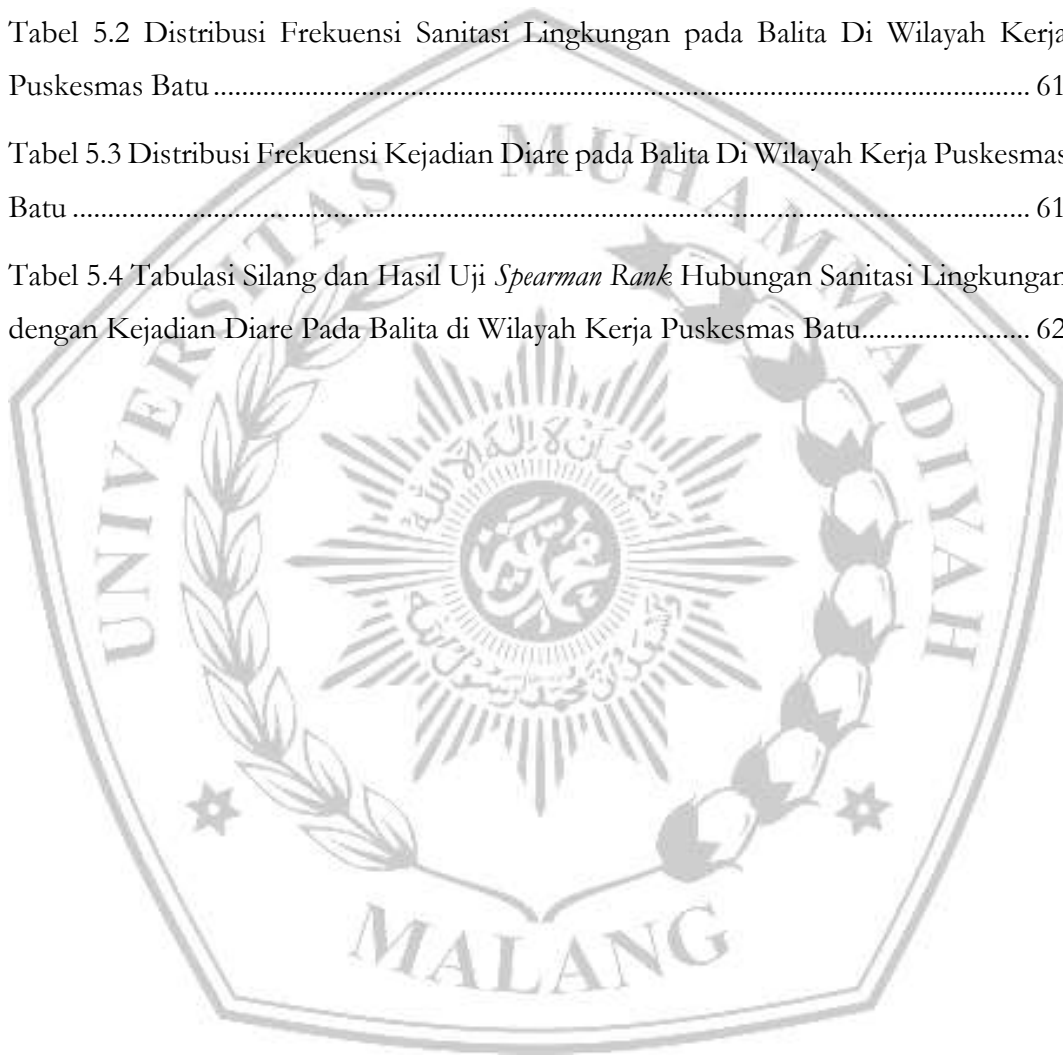 Tabel 5.2 Distribusi Frekuensi Sanitasi Lingkungan pada Balita Di Wilayah Kerja
Puskesmas Batu ............................................................ 61
Tabel 5.3 Distribusi Frekuensi Kejadian Diare pada Balita Di Wilayah Kerja Puskesmas
Batu ............................................................ 61
Tabel 5.4 Tabulasi Silang dan Hasil Uji Spearman Rank Hubungan Sanitasi Lingkungan
dengan Kejadian Diare Pada Balita di Wilayah Kerja Puskesmas Batu...................... 62
UNIVERSITAS MUHAMMADIYAH
MALANG